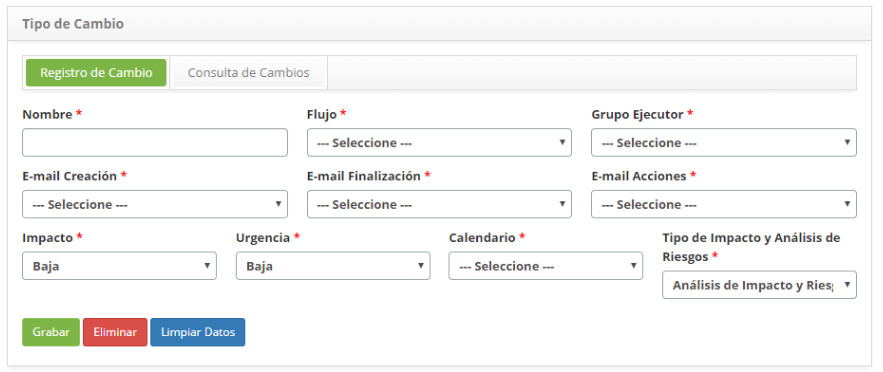 Tipo de Cambio
Registro de Cambio Consulta de Cambios
Nombre * Flujo * Grupo Ejecutor *
--- Seleccione --- --- Seleccione ---
E-mail Creación * E-mail Finalización * E-mail Acciones *
--- Seleccione --- --- Seleccione --- --- Seleccione ---
Impacto * Urgencia * Calendario * Tipo de Impacto y Análisis de
Riesgos *
Baja Baja --- Seleccione ---
Análisis de Impacto y Ries
Grabar Eliminar Limpiar Datos